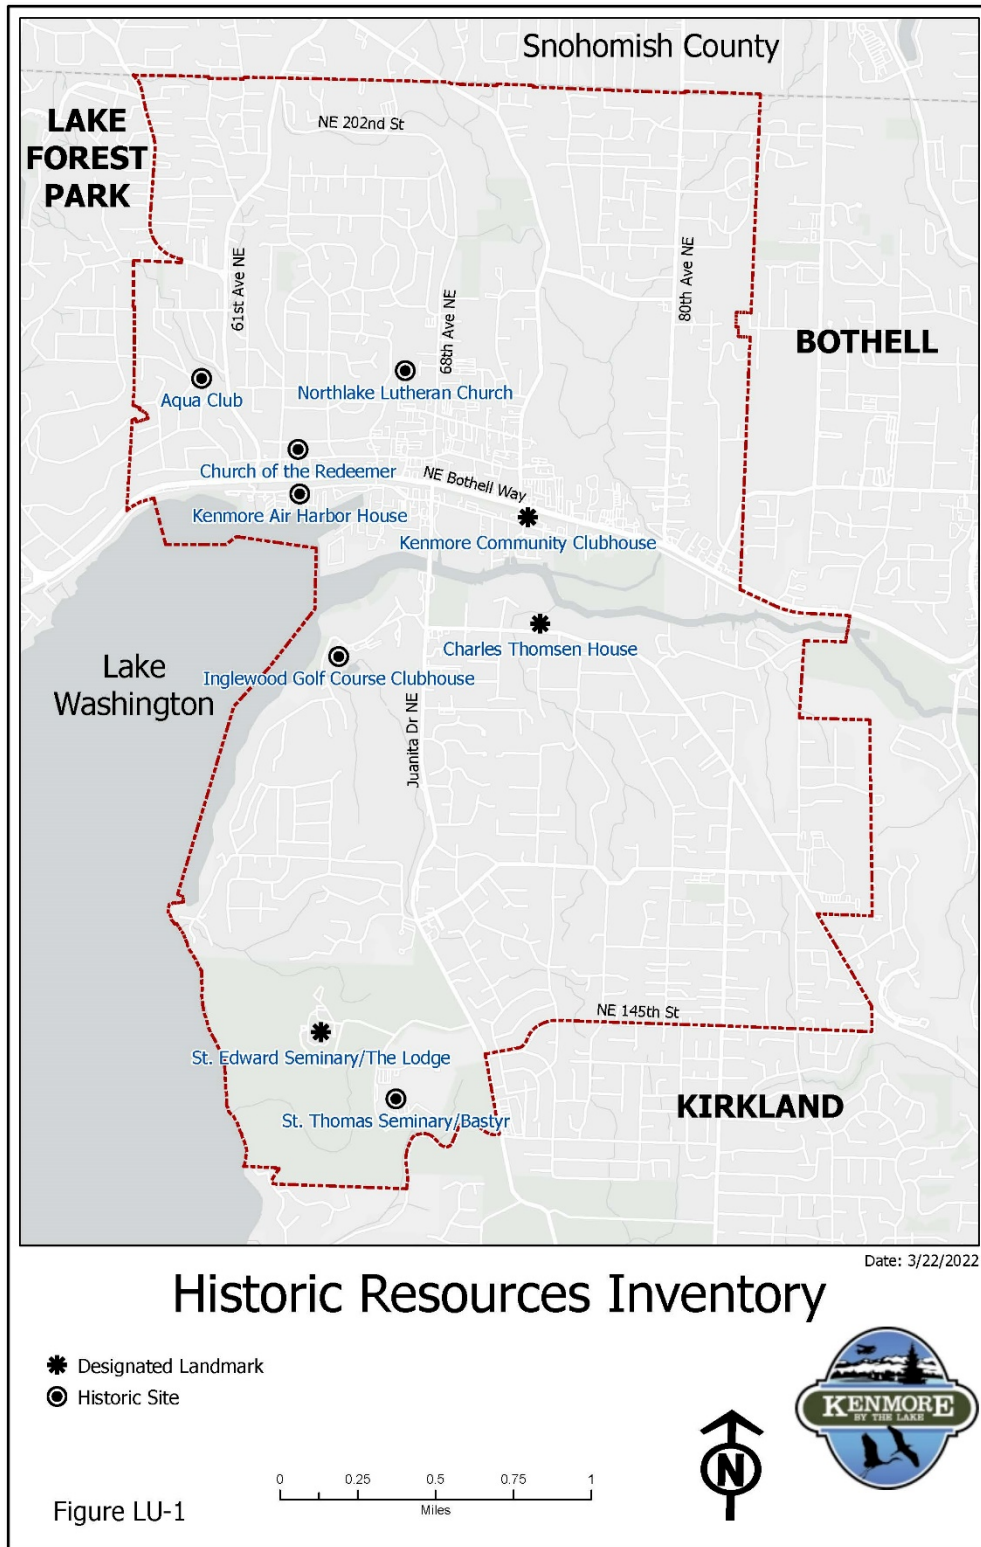 Snohomish County
LAKE
FOREST
PARK
NE 202nd St
61st Ave NE
68th Ave NE
80th Ave NE
BOTHELL
Aqua Club
Northlake Lutheran Church
Church of the Redeemer
NE Bothell Way
Kenmore Air Harbor House
Kenmore Community Clubhouse
Charles Thomsen House
Lake
Washington
Inglewood Golf Course Clubhouse
Juanita Dr NE
NE 145th St
St. Edward Seminary/The Lodge
St. Thomas Seminary/Bastyr
KIRKLAND
Date: 3/22/2022
Historic Resources Inventory
Designated Landmark
Historic Site
KENMORE
BY THE LAKE
N
0 0.25 0.5 0.75 1
Miles
Figure LU-1